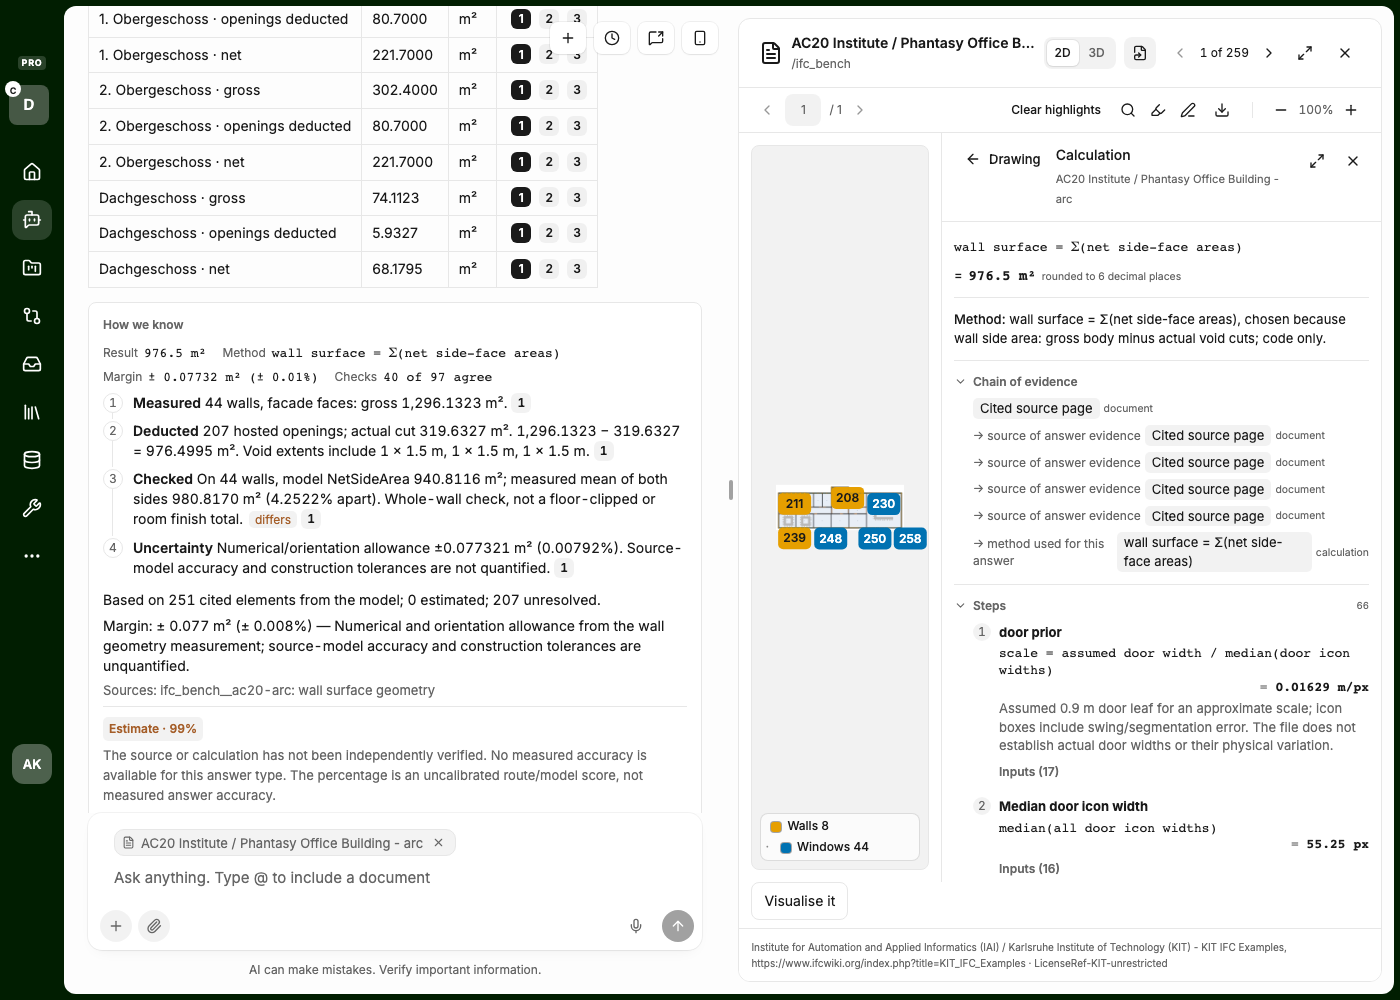 PRO
C
D
AK
1. Obergeschoss · openings deducted 80.7000 m² 1 2 3
1. Obergeschoss · net 221.7000 m² 1 2 3
2. Obergeschoss · gross 302.4000 m² 1 2 3
2. Obergeschoss · openings deducted 80.7000 m² 1 2 3
2. Obergeschoss · net 221.7000 m² 1 2 3
Dachgeschoss · gross 74.1123 m² 1 2 3
Dachgeschoss · openings deducted 5.9327 m² 1 2 3
Dachgeschoss · net 68.1795 m² 1 2 3
How we know
Result 976.5 m² Method wall surface = Σ(net side-face areas)
Margin ± 0.07732 m² (± 0.01%) Checks 40 of 97 agree
1 Measured 44 walls, facade faces: gross 1,296.1323 m². 1
2 Deducted 207 hosted openings; actual cut 319.6327 m². 1,296.1323 − 319.6327
= 976.4995 m². Void extents include 1 × 1.5 m, 1 × 1.5 m, 1 × 1.5 m. 1
3 Checked On 44 walls, model NetSideArea 940.8116 m²; measured mean of both
sides 980.8170 m² (4.2522% apart). Whole-wall check, not a floor-clipped or
room finish total. differs 1
4 Uncertainty Numerical/orientation allowance ±0.077321 m² (0.00792%). Source-
model accuracy and construction tolerances are not quantified. 1
Based on 251 cited elements from the model; 0 estimated; 207 unresolved.
Margin: ± 0.077 m² (± 0.008%) — Numerical and orientation allowance from the wall
geometry measurement; source-model accuracy and construction tolerances are
unquantified.
Sources: ifc_bench__ac20-arc: wall surface geometry
Estimate · 99%
The source or calculation has not been independently verified. No measured accuracy is
available for this answer type. The percentage is an uncalibrated route/model score, not
measured answer accuracy.
AC20 Institute / Phantasy Office Building - arc
Ask anything. Type @ to include a document
AI can make mistakes. Verify important information.
AC20 Institute / Phantasy Office B...
/ifc_bench
2D 3D
1 of 259
1 / 1
Clear highlights
100%
211 208 230
239 248 250 258
Walls 8
Windows 44
Visualise it
Drawing
Calculation
AC20 Institute / Phantasy Office Building -
arc
wall surface = Σ(net side-face areas)
= 976.5 m² rounded to 6 decimal places
Method: wall surface = Σ(net side-face areas), chosen because
wall side area: gross body minus actual void cuts; code only.
Chain of evidence
Cited source page document
→ source of answer evidence Cited source page document
→ source of answer evidence Cited source page document
→ source of answer evidence Cited source page document
→ source of answer evidence Cited source page document
→ method used for this answer wall surface = Σ(net side-face areas) calculation
Steps 66
1 door prior
scale = assumed door width / median(door icon
widths)
= 0.01629 m/px
Assumed 0.9 m door leaf for an approximate scale; icon
boxes include swing/segmentation error. The file does not
establish actual door widths or their physical variation.
Inputs (17)
2 Median door icon width
median(all door icon widths)
= 55.25 px
Inputs (16)
Institute for Automation and Applied Informatics (IAI) / Karlsruhe Institute of Technology (KIT) - KIT IFC Examples,
https://www.ifcwiki.org/index.php?title=KIT_IFC_Examples · LicenseRef-KIT-unrestricted